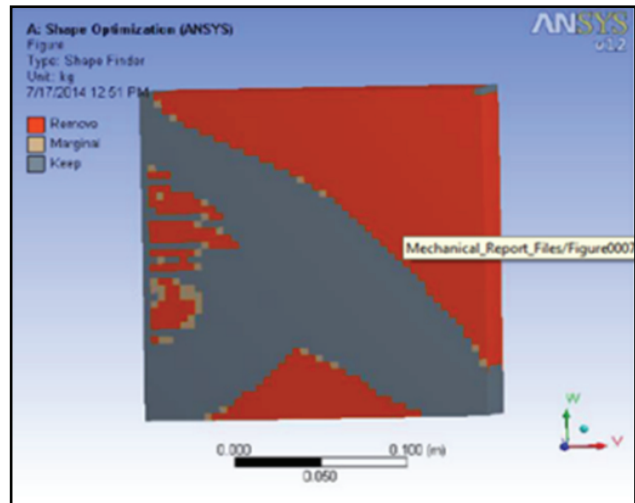 A: Shape Optimization (ANSYS)
Figure
Type: Shape Finder
Unit: kg
7/17/2014 12:51 PM
Remove
Marginal
Keep
ANSYS
v12
Mechanical_Report_Files/Figure0007
0.000
0.100 (m)
0.050
W
V